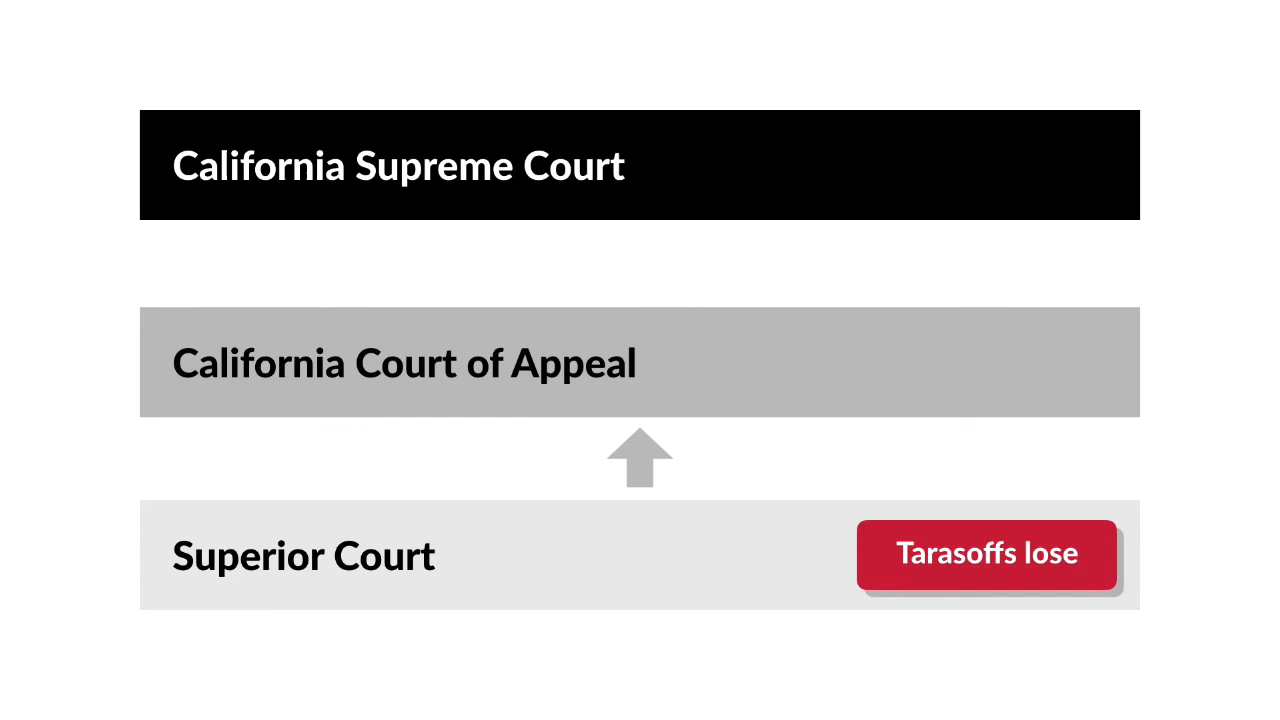 California Supreme Court
California Court of Appeal
Superior Court
Tarasoffs lose